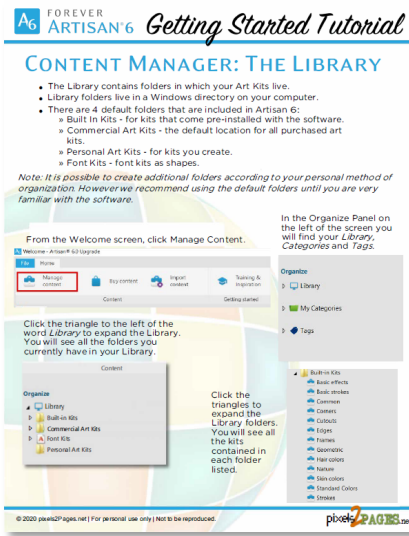 A6 FOREVER
ARTISAN®6 Getting Started Tutorial
CONTENT MANAGER: THE LIBRARY
• The Library contains folders in which your Art Kits live.
• Library folders live in a Windows directory on your computer.
• There are 4 default folders that are included in Artisan 6:
» Built In Kits - for kits that come pre-installed with the software.
» Commercial Art Kits - the default location for all purchased art
kits.
» Personal Art Kits - for kits you create.
» Font Kits - font kits as shapes.
Note: It is possible to create additional folders according to your personal method of
organization. However we recommend using the default folders until you are very
familiar with the software.
In the Organize Panel on
the left of the screen you
will find your Library,
Categories and Tags.
From the Welcome screen, click Manage Content.
Welcome - Artisan® 6.0 Upgrade
File Home
Manage
content
Buy content
Import
content
Training &
Inspiration
Content
Getting started
Organize
Library
My Categories
Tags
Click the triangle to the left of the
word Library to expand the Library.
You will see all the folders you
currently have in your Library.
Content
Organize
Library
Built-in Kits
Commercial Art Kits
A Font Kits
Personal Art Kits
Click the
triangles to
expand the
Library folders.
You will see all
the kits
contained in
each folder
listed.
Built-in Kits
Basic effects
Basic strokes
Common
Corners
Cutouts
Edges
Frames
Geometric
Hair colors
Nature
Skin colors
Standard Colors
Strokes
© 2020 pixels2Pages.net | For personal use only | Not to be reproduced.
pixels2PAGES.net